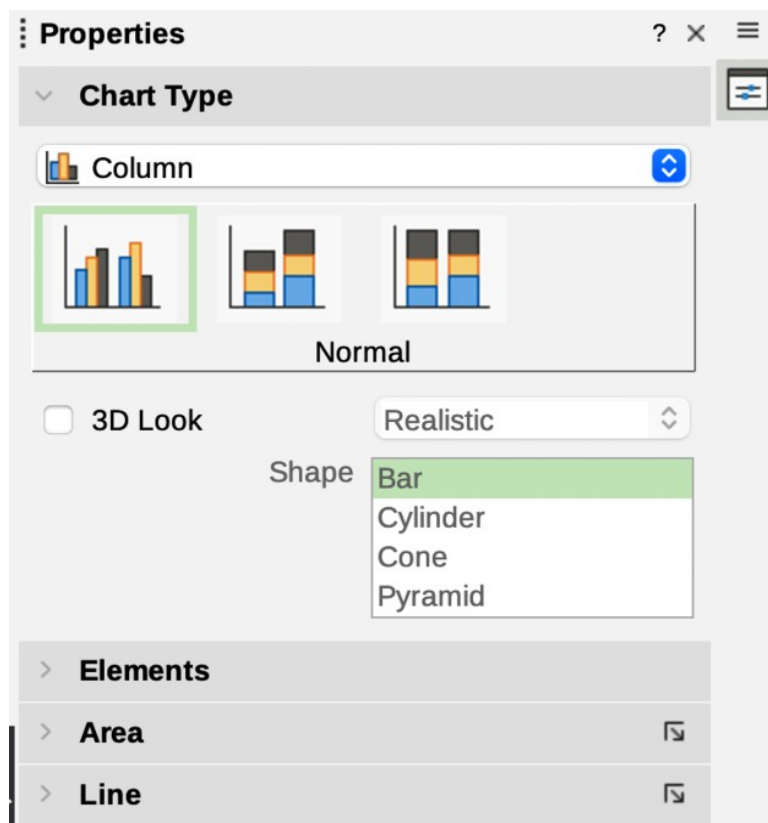 Properties ?
Chart Type
Column
Normal
3D Look Realistic
Shape Bar
Cylinder
Cone
Pyramid
Elements
Area
Line